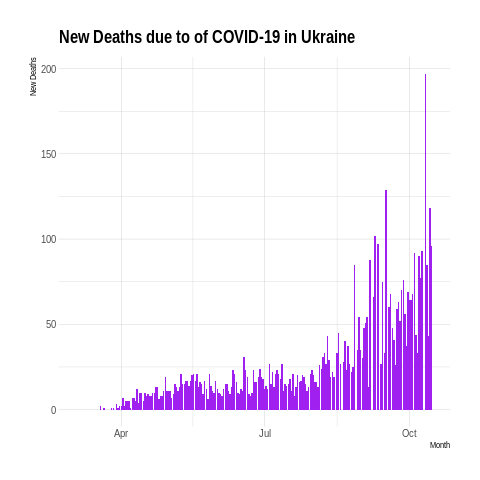 New Deaths due to of COVID-19 in Ukraine
New Deaths
200
150
100
50
0
Apr
Jul
Oct
Month